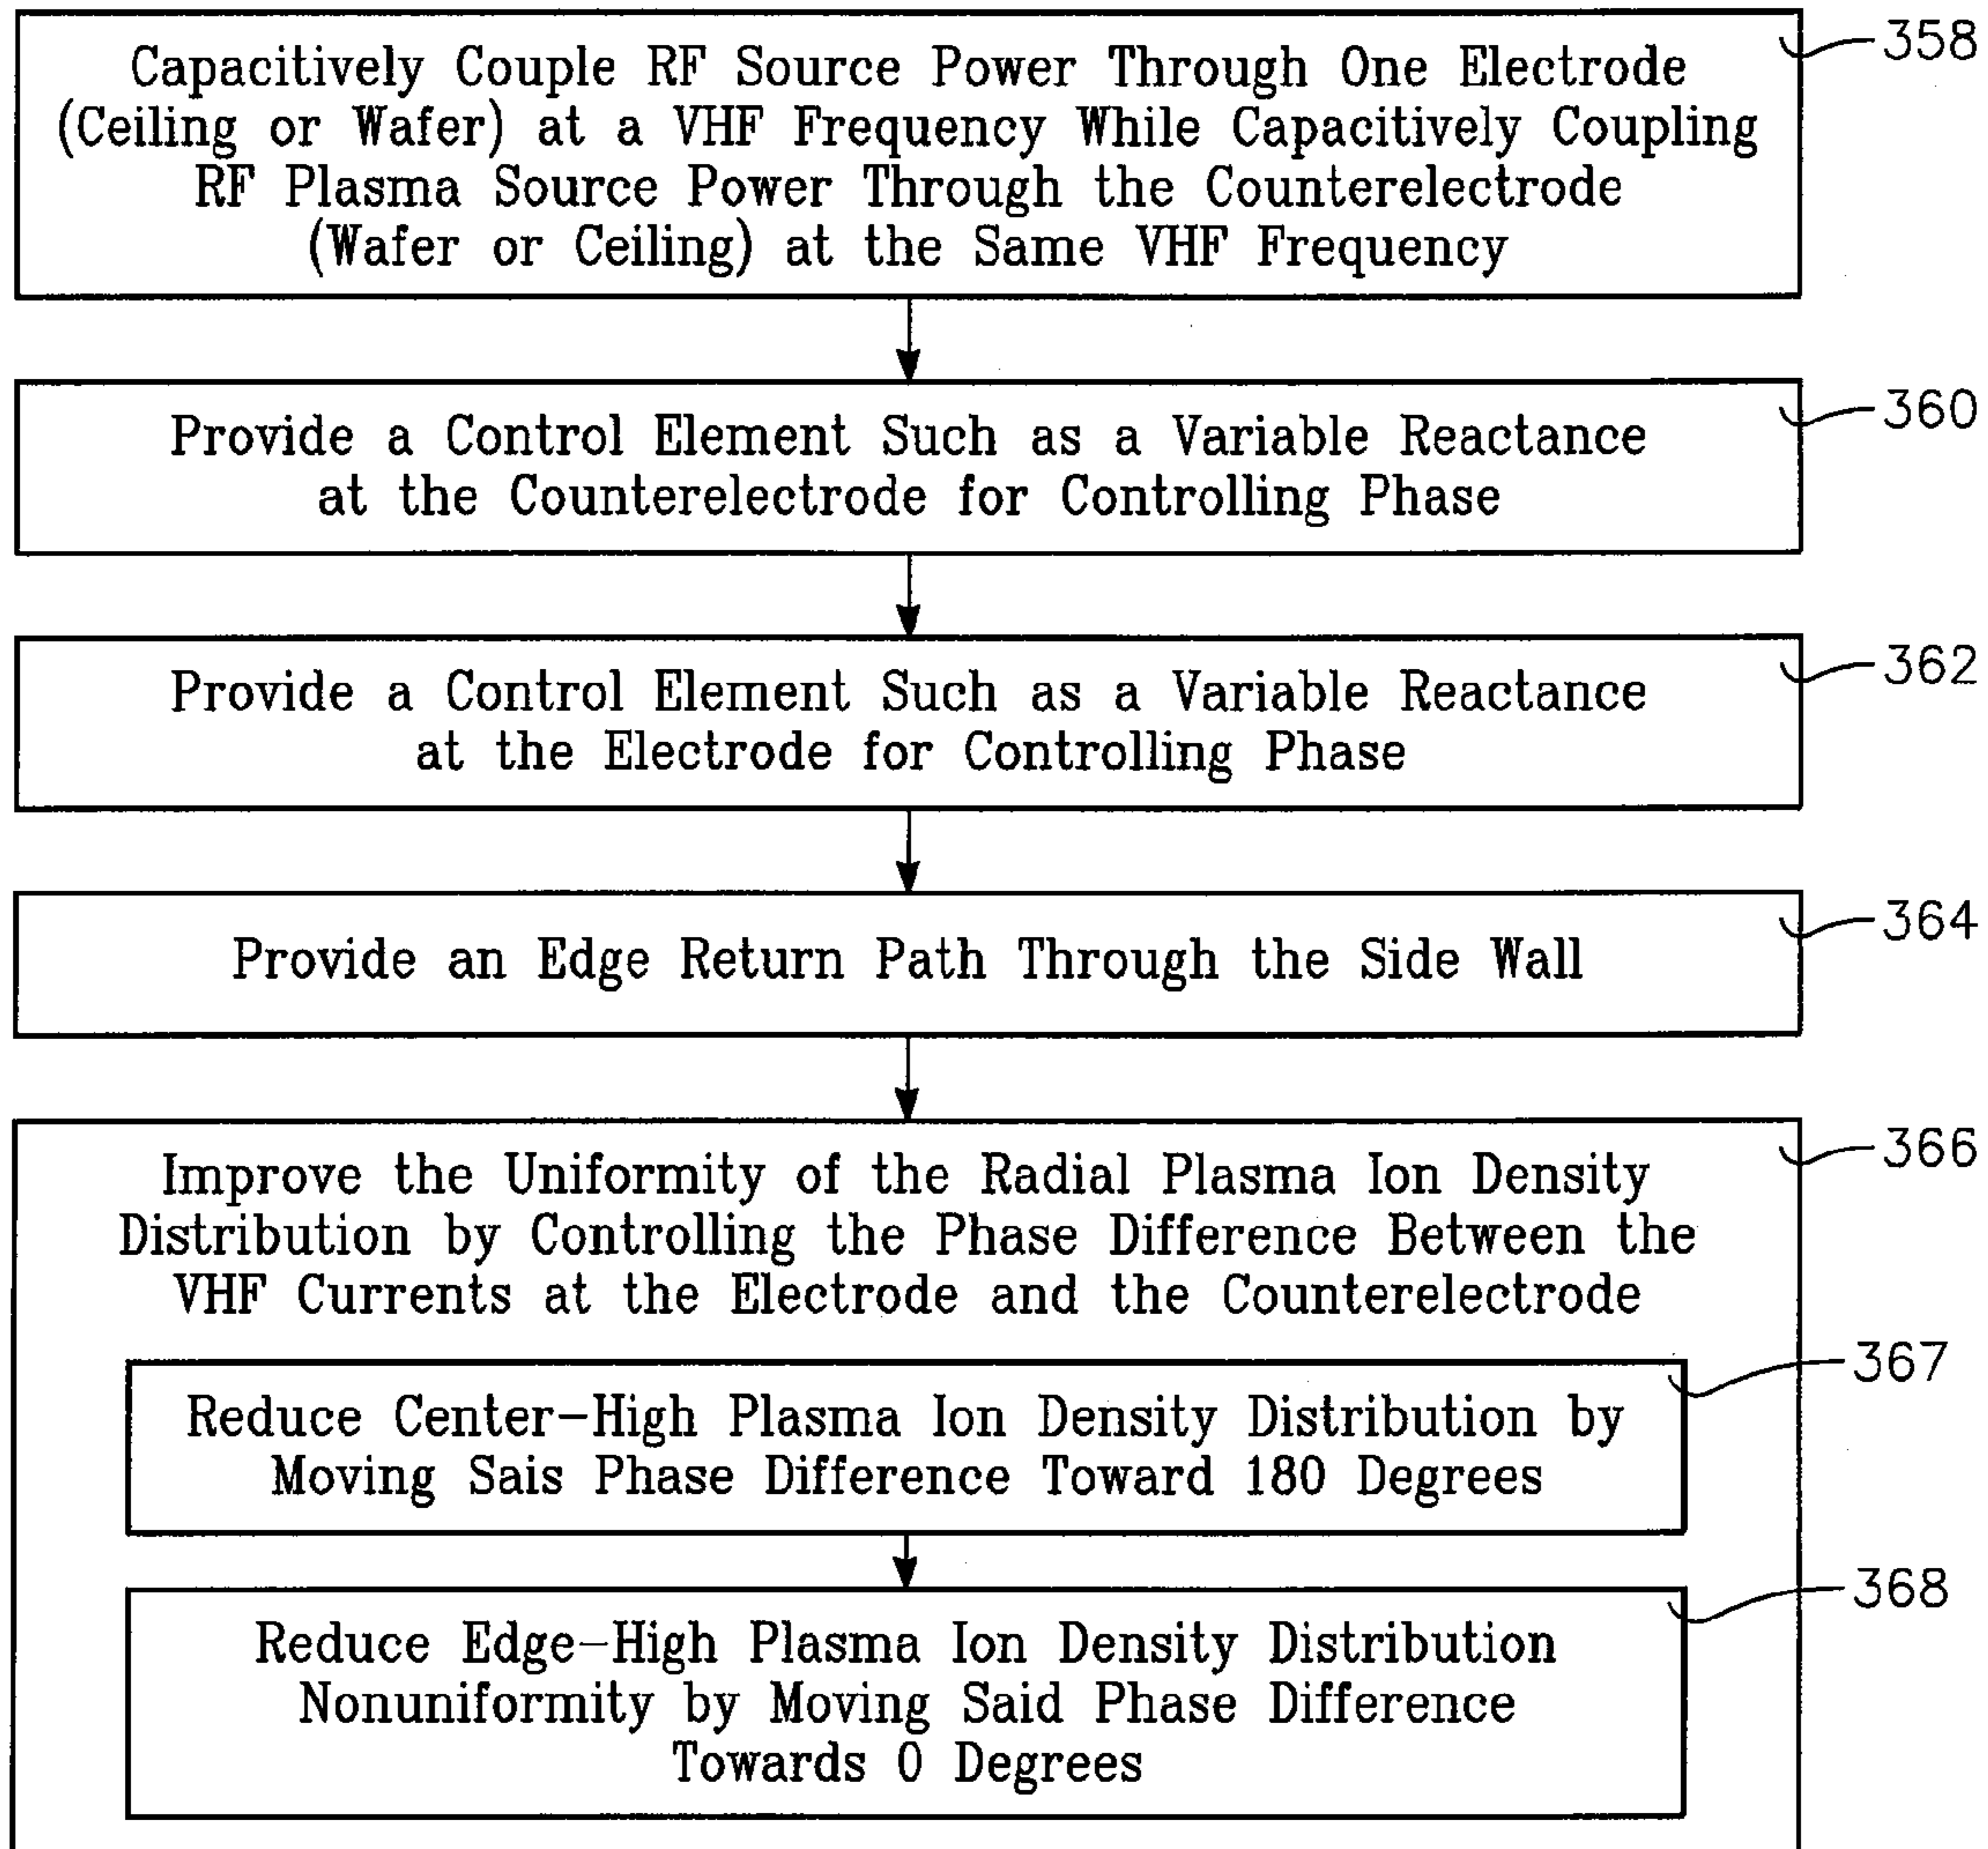 358
Capacitively Couple RF Source Power Through One Electrode
(Ceiling or Wafer) at a VHF Frequency While Capacitively Coupling
RF Plasma Source Power Through the Counterelectrode
(Wafer or Ceiling) at the Same VHF Frequency
360
Provide a Control Element Such as a Variable Reactance
at the Counterelectrode for Controlling Phase
362
Provide a Control Element Such as a Variable Reactance
at the Electrode for Controlling Phase
364
Provide an Edge Return Path Through the Side Wall
366
Improve the Uniformity of the Radial Plasma Ion Density
Distribution by Controlling the Phase Difference Between the
VHF Currents at the Electrode and the Counterelectrode
367
Reduce Center-High Plasma Ion Density Distribution by
Moving Sais Phase Difference Toward 180 Degrees
368
Reduce Edge-High Plasma Ion Density Distribution
Nonuniformity by Moving Said Phase Difference
Towards 0 Degrees